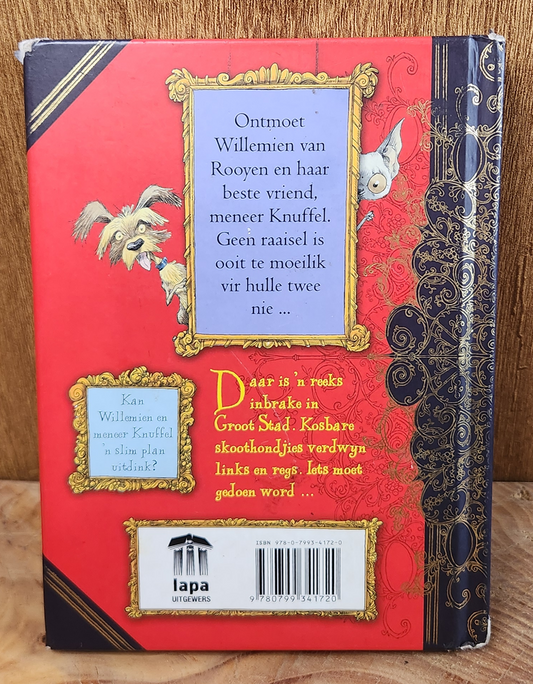 Ontmoet
Willemien van
Rooyen en haar
beste vriend,
meneer Knuffel.
Geen raaisel is
ooit te moeilik
vir hulle twee
nie ...
Kan
Willemien en
meneer Knuffel
'n slim plan
uitdink?
Daar is 'n reeks
inbrake in
Groot Stad. Kosbare
skoothondjies verdwyn
links en regs. Iets moet
gedoen word ...
lapa
UITGEWERS
ISBN 978-0-7993-4172-0
9 780799 341720